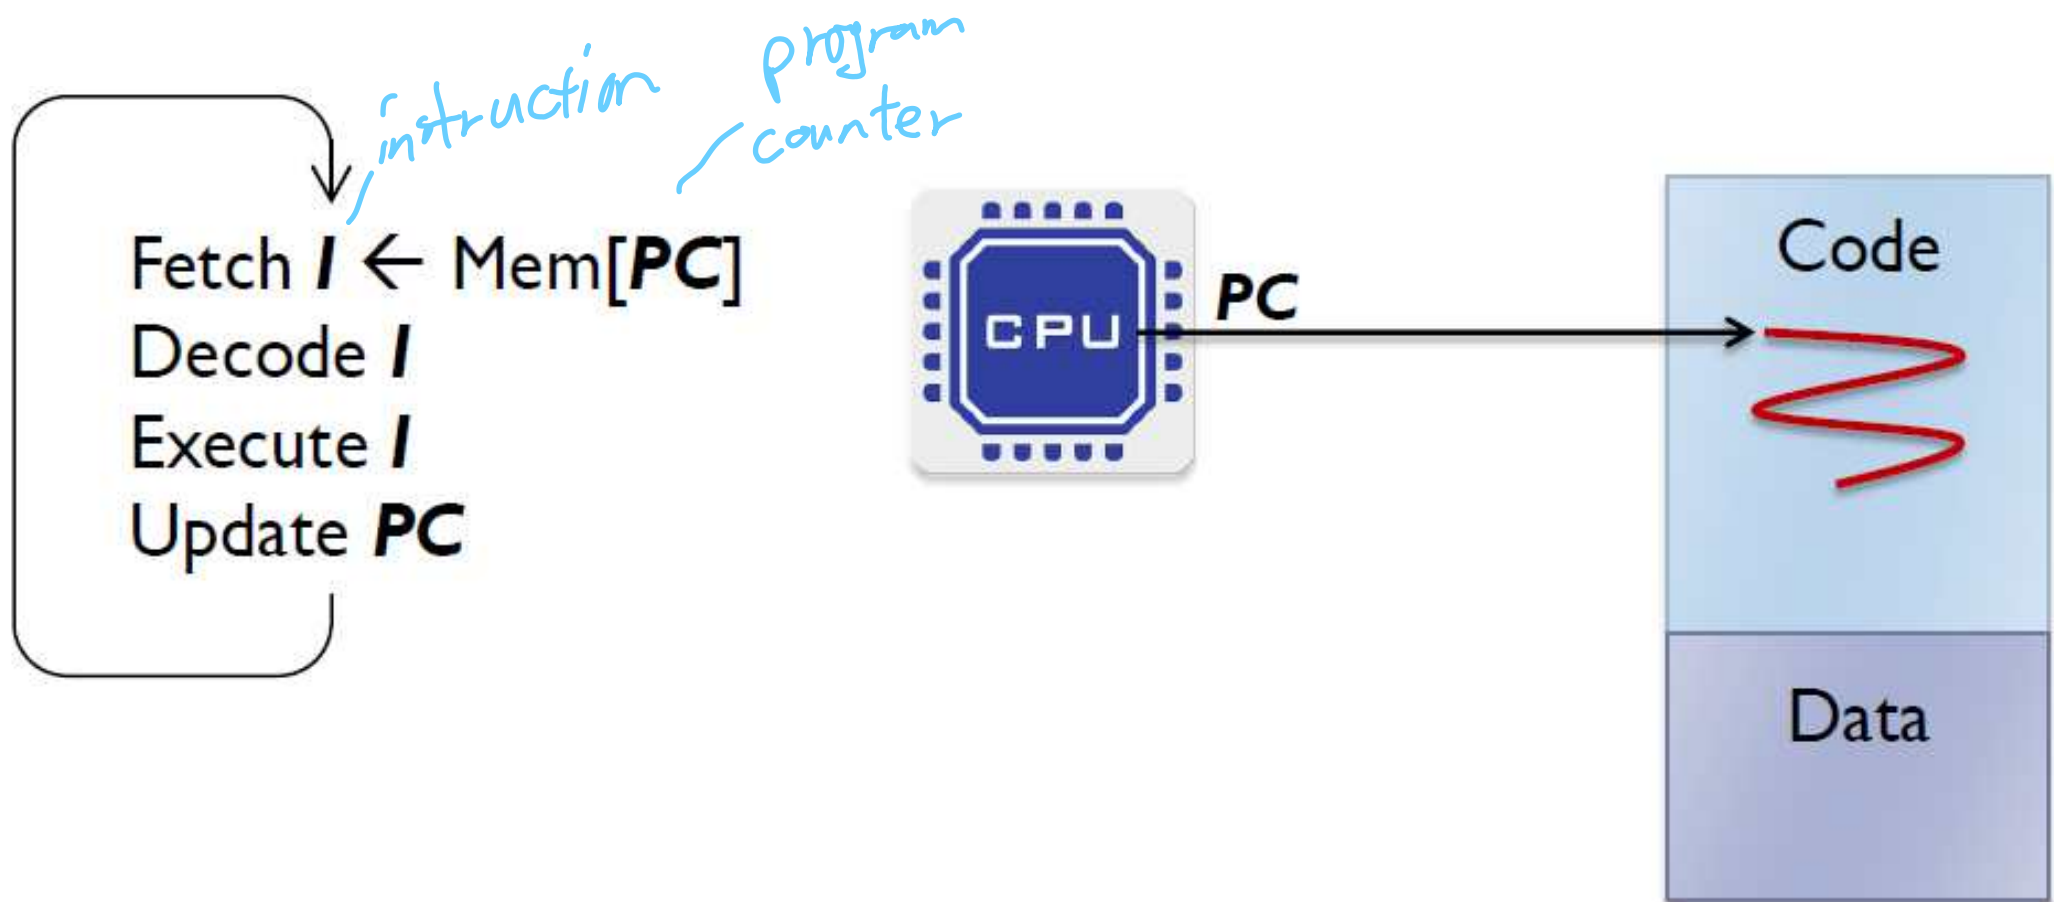 instruction
program
counter
Fetch I ← Mem[PC]
Decode I
Execute I
Update PC
CPU
PC
Code
Data